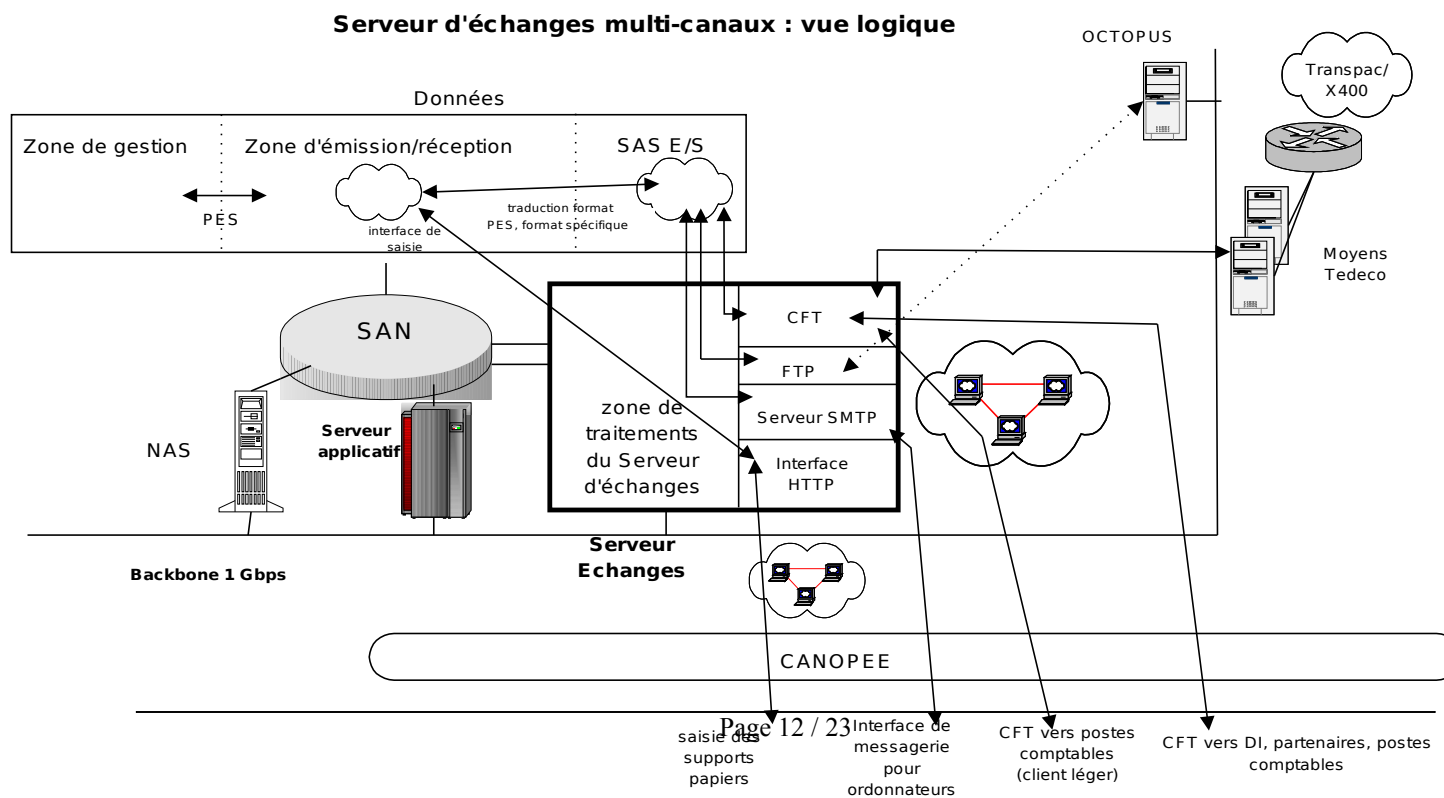 Serveur d'échanges multi-canaux : vue logique
OCTOPUS
Transpac/
X400
Données
Zone de gestion
Zone d'émission/réception
SAS E/S
PES
traduction format
PES, format spécifique
interface de
saisie
Moyens
Tedeco
SAN
CFT
FTP
zone de
traitements
du Serveur
d'échanges
Serveur SMTP
Interface
HTTP
NAS
Serveur
applicatif
Serveur
Echanges
Backbone 1 Gbps
CANOPEE
Page 12 / 23
saisie des
supports
papiers
Interface de
messagerie
pour
ordonnateurs
CFT vers postes
comptables
(client léger)
CFT vers DI, partenaires, postes
comptables